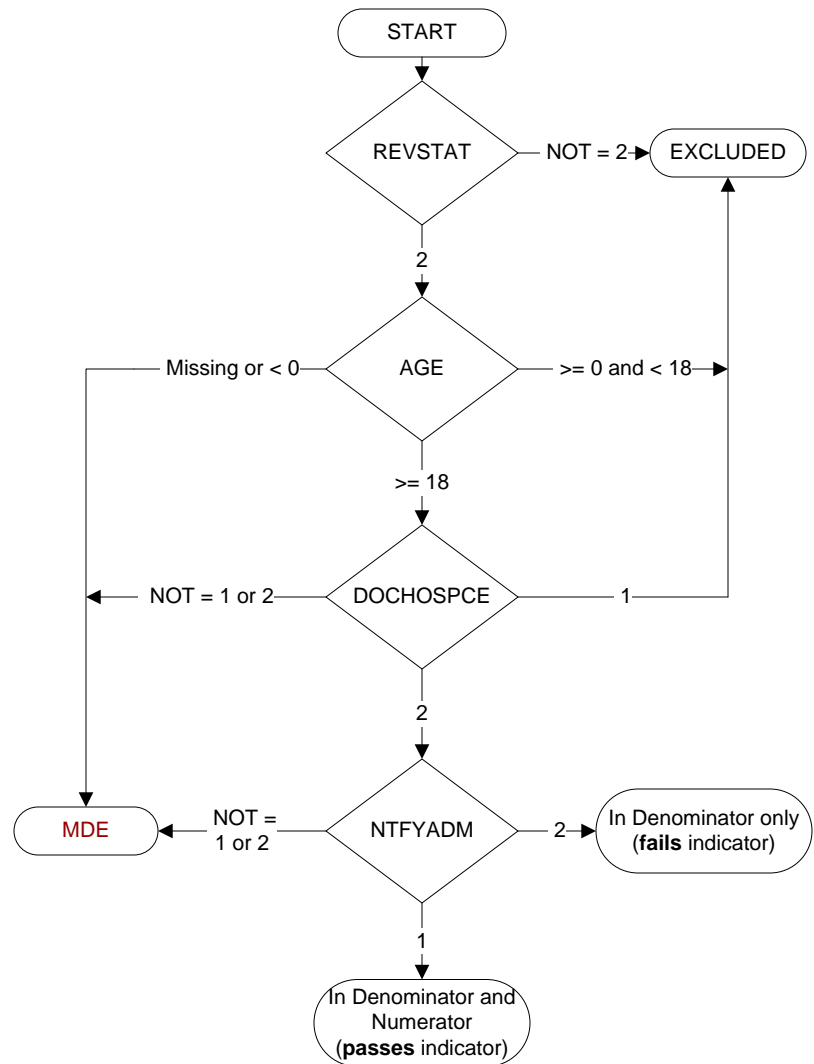 START
REVSTAT
NOT = 2
EXCLUDED
2
Missing or < 0
AGE
>= 0 and < 18
>= 18
NOT = 1 or 2
DOCHOSPCE
1
2
MDE
NOT =
1 or 2
NTFYADM
2
In Denominator only
(fails indicator)
1
In Denominator and
Numerator
(passes indicator)